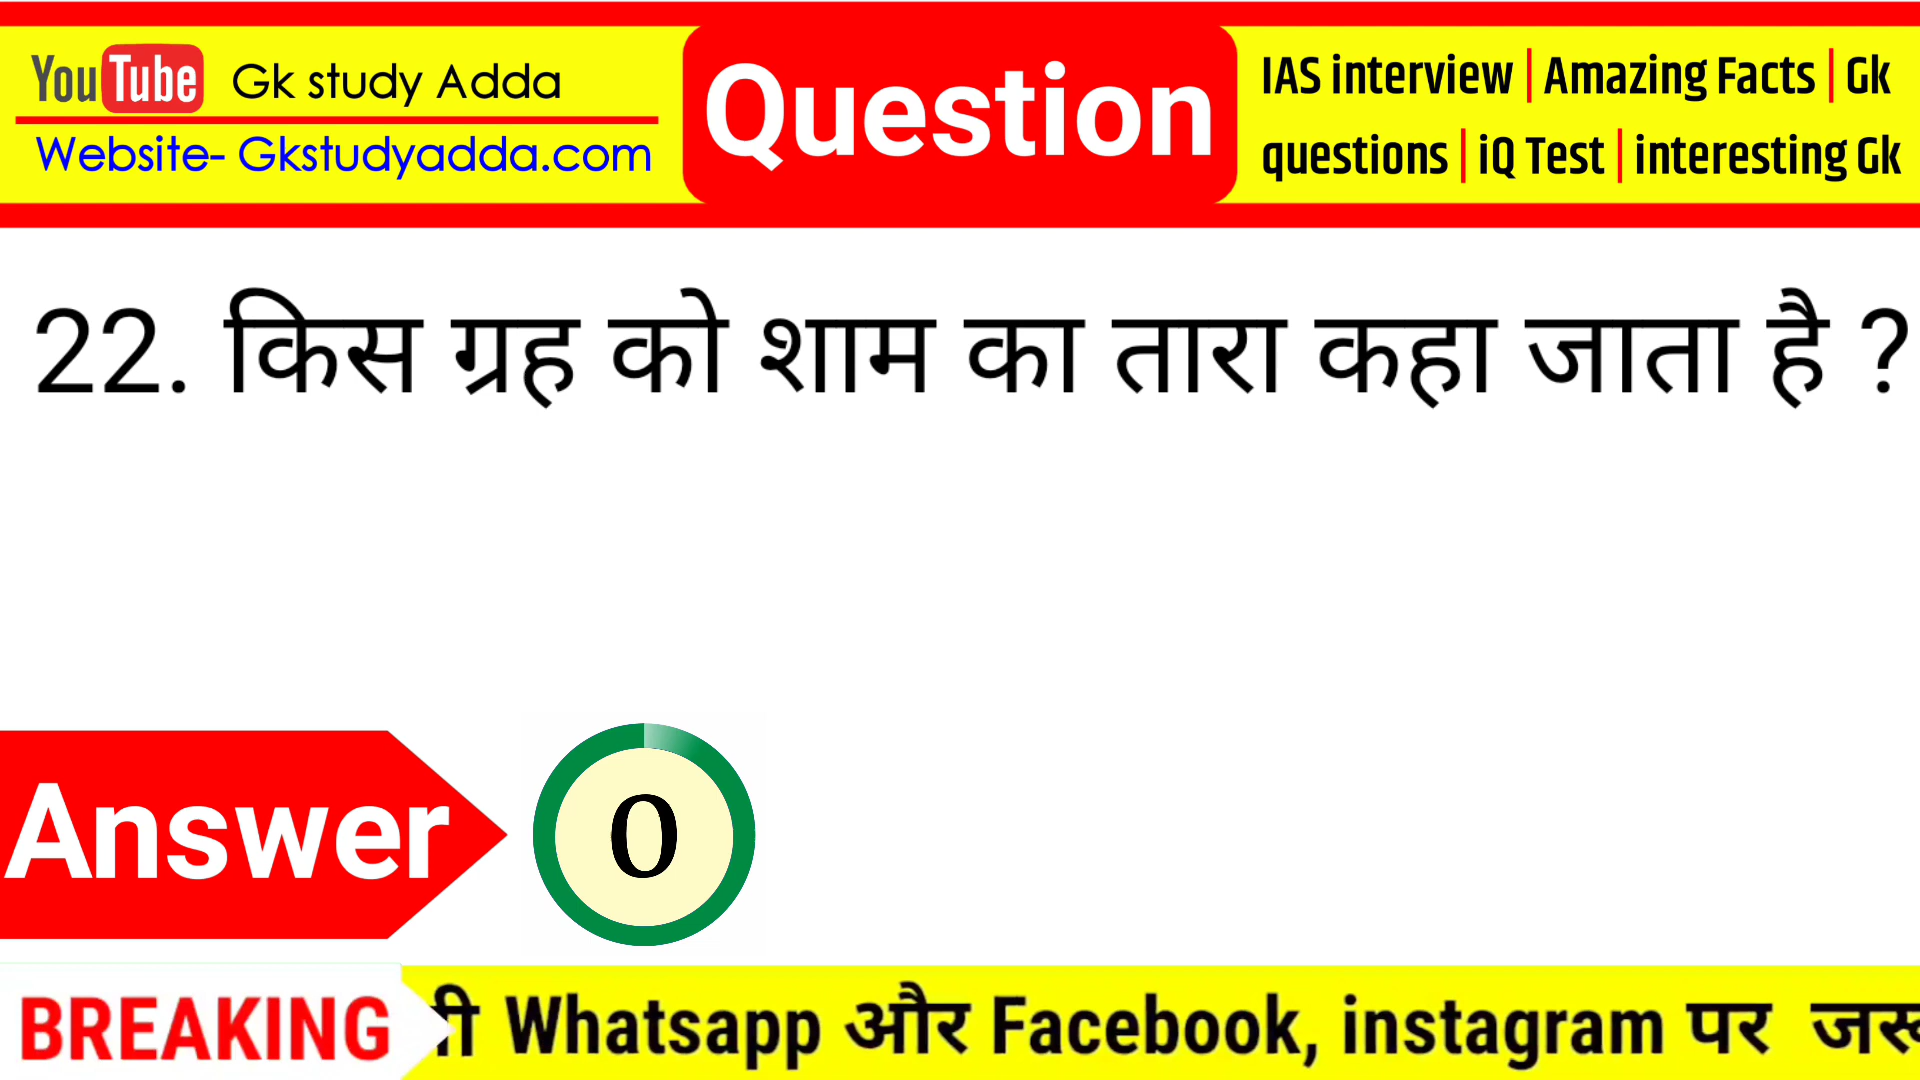 YouTube Gk study Adda
Website- Gkstudyadda.com
Question
IAS interview | Amazing Facts | Gk
questions | iQ Test | interesting Gk
22. किस ग्रह को शाम का तारा कहा जाता है ?
Answer
0
BREAKING
Whatsapp और Facebook, instagram पर